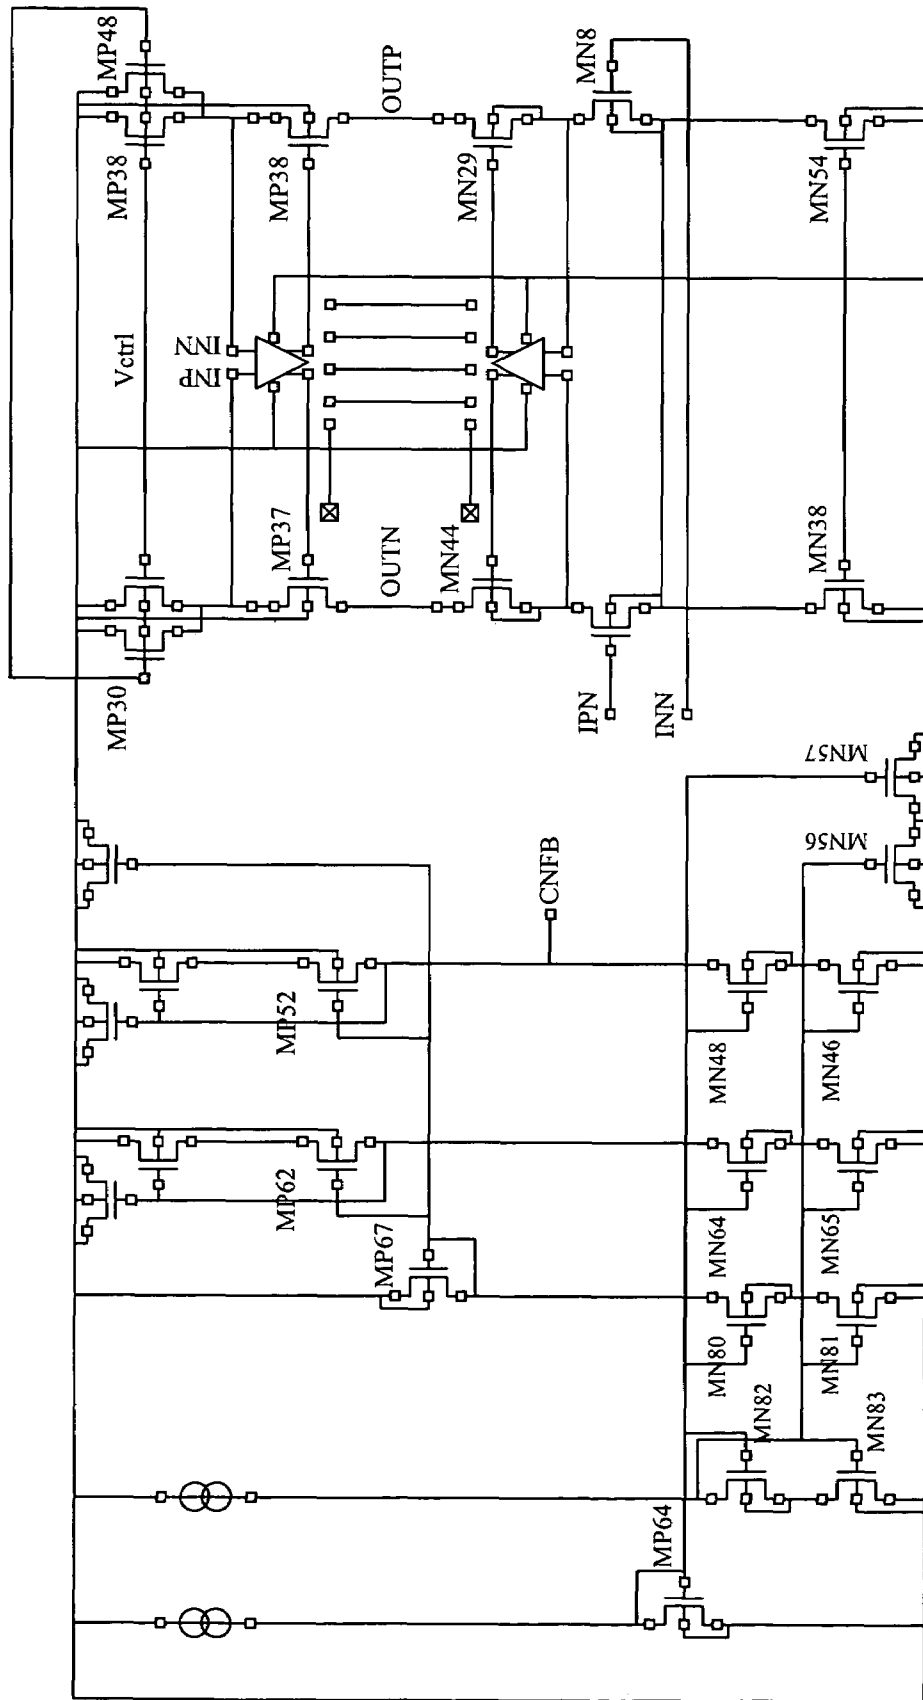 MP48
MP38
Vctrl
MP30
INN
INP
MP38
MP37
OUTP
OUTN
MN29
MN44
MN8
IPN
INN
MN54
MN38
MP52
MP62
MP67
CNFB
MN57
MN56
MN48
MN46
MN64
MN65
MN80
MN81
MN82
MN83
MP64